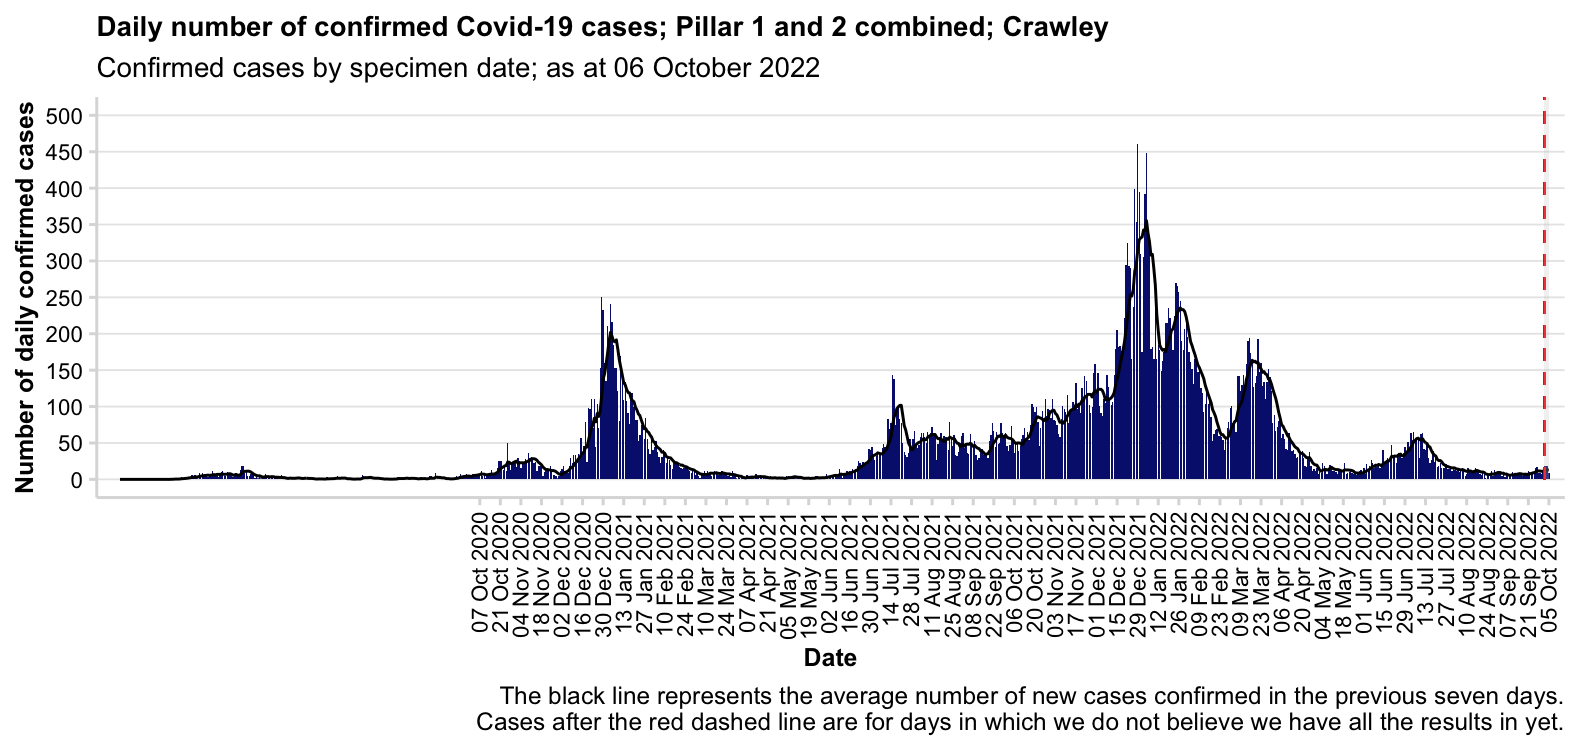 Daily number of confirmed Covid-19 cases; Pillar 1 and 2 combined; Crawley
Confirmed cases by specimen date; as at 06 October 2022
Number of daily confirmed cases
500
450
400
350
300
250
200
150
100
50
0
07 Oct 2020
21 Oct 2020
04 Nov 2020
18 Nov 2020
02 Dec 2020
16 Dec 2020
30 Dec 2020
13 Jan 2021
27 Jan 2021
10 Feb 2021
24 Feb 2021
10 Mar 2021
24 Mar 2021
07 Apr 2021
21 Apr 2021
05 May 2021
19 May 2021
02 Jun 2021
16 Jun 2021
30 Jun 2021
14 Jul 2021
28 Jul 2021
11 Aug 2021
25 Aug 2021
08 Sep 2021
22 Sep 2021
06 Oct 2021
20 Oct 2021
03 Nov 2021
17 Nov 2021
01 Dec 2021
15 Dec 2021
29 Dec 2021
12 Jan 2022
26 Jan 2022
09 Feb 2022
23 Feb 2022
09 Mar 2022
23 Mar 2022
06 Apr 2022
20 Apr 2022
04 May 2022
18 May 2022
01 Jun 2022
15 Jun 2022
29 Jun 2022
13 Jul 2022
27 Jul 2022
10 Aug 2022
24 Aug 2022
07 Sep 2022
21 Sep 2022
05 Oct 2022
Date
The black line represents the average number of new cases confirmed in the previous seven days.
Cases after the red dashed line are for days in which we do not believe we have all the results in yet.